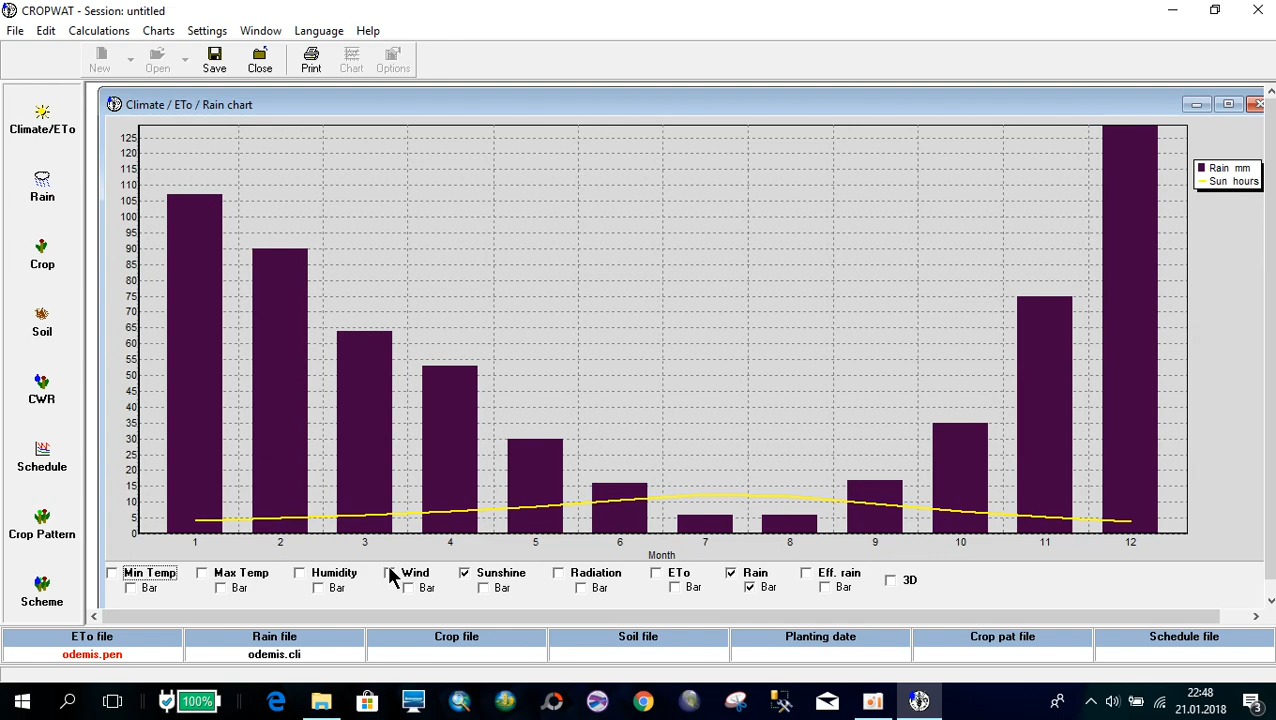 CROPWAT - Session: untitled
File Edit Calculations Charts Settings Window Language Help
New Open Save Close Print Chart Options
Climate/ETo
Rain
Crop
Soil
CWR
Schedule
Crop Pattern
Scheme
Climate / ETo / Rain chart
125
120
115
110
105
100
95
90
85
80
75
70
65
60
55
50
45
40
35
30
25
20
15
10
5
0
1 2 3 4 5 6 7 8 9 10 11 12
Month
Rain mm
Sun hours
Min Temp Max Temp Humidity Wind Sunshine Radiation ETo Rain Eff. rain 3D
Bar Bar Bar Bar Bar Bar Bar Bar Bar
ETo file Rain file Crop file Soil file Planting date Crop pat file Schedule file
odemis.pen odemis.cli
100%
22:48
21.01.2018
3